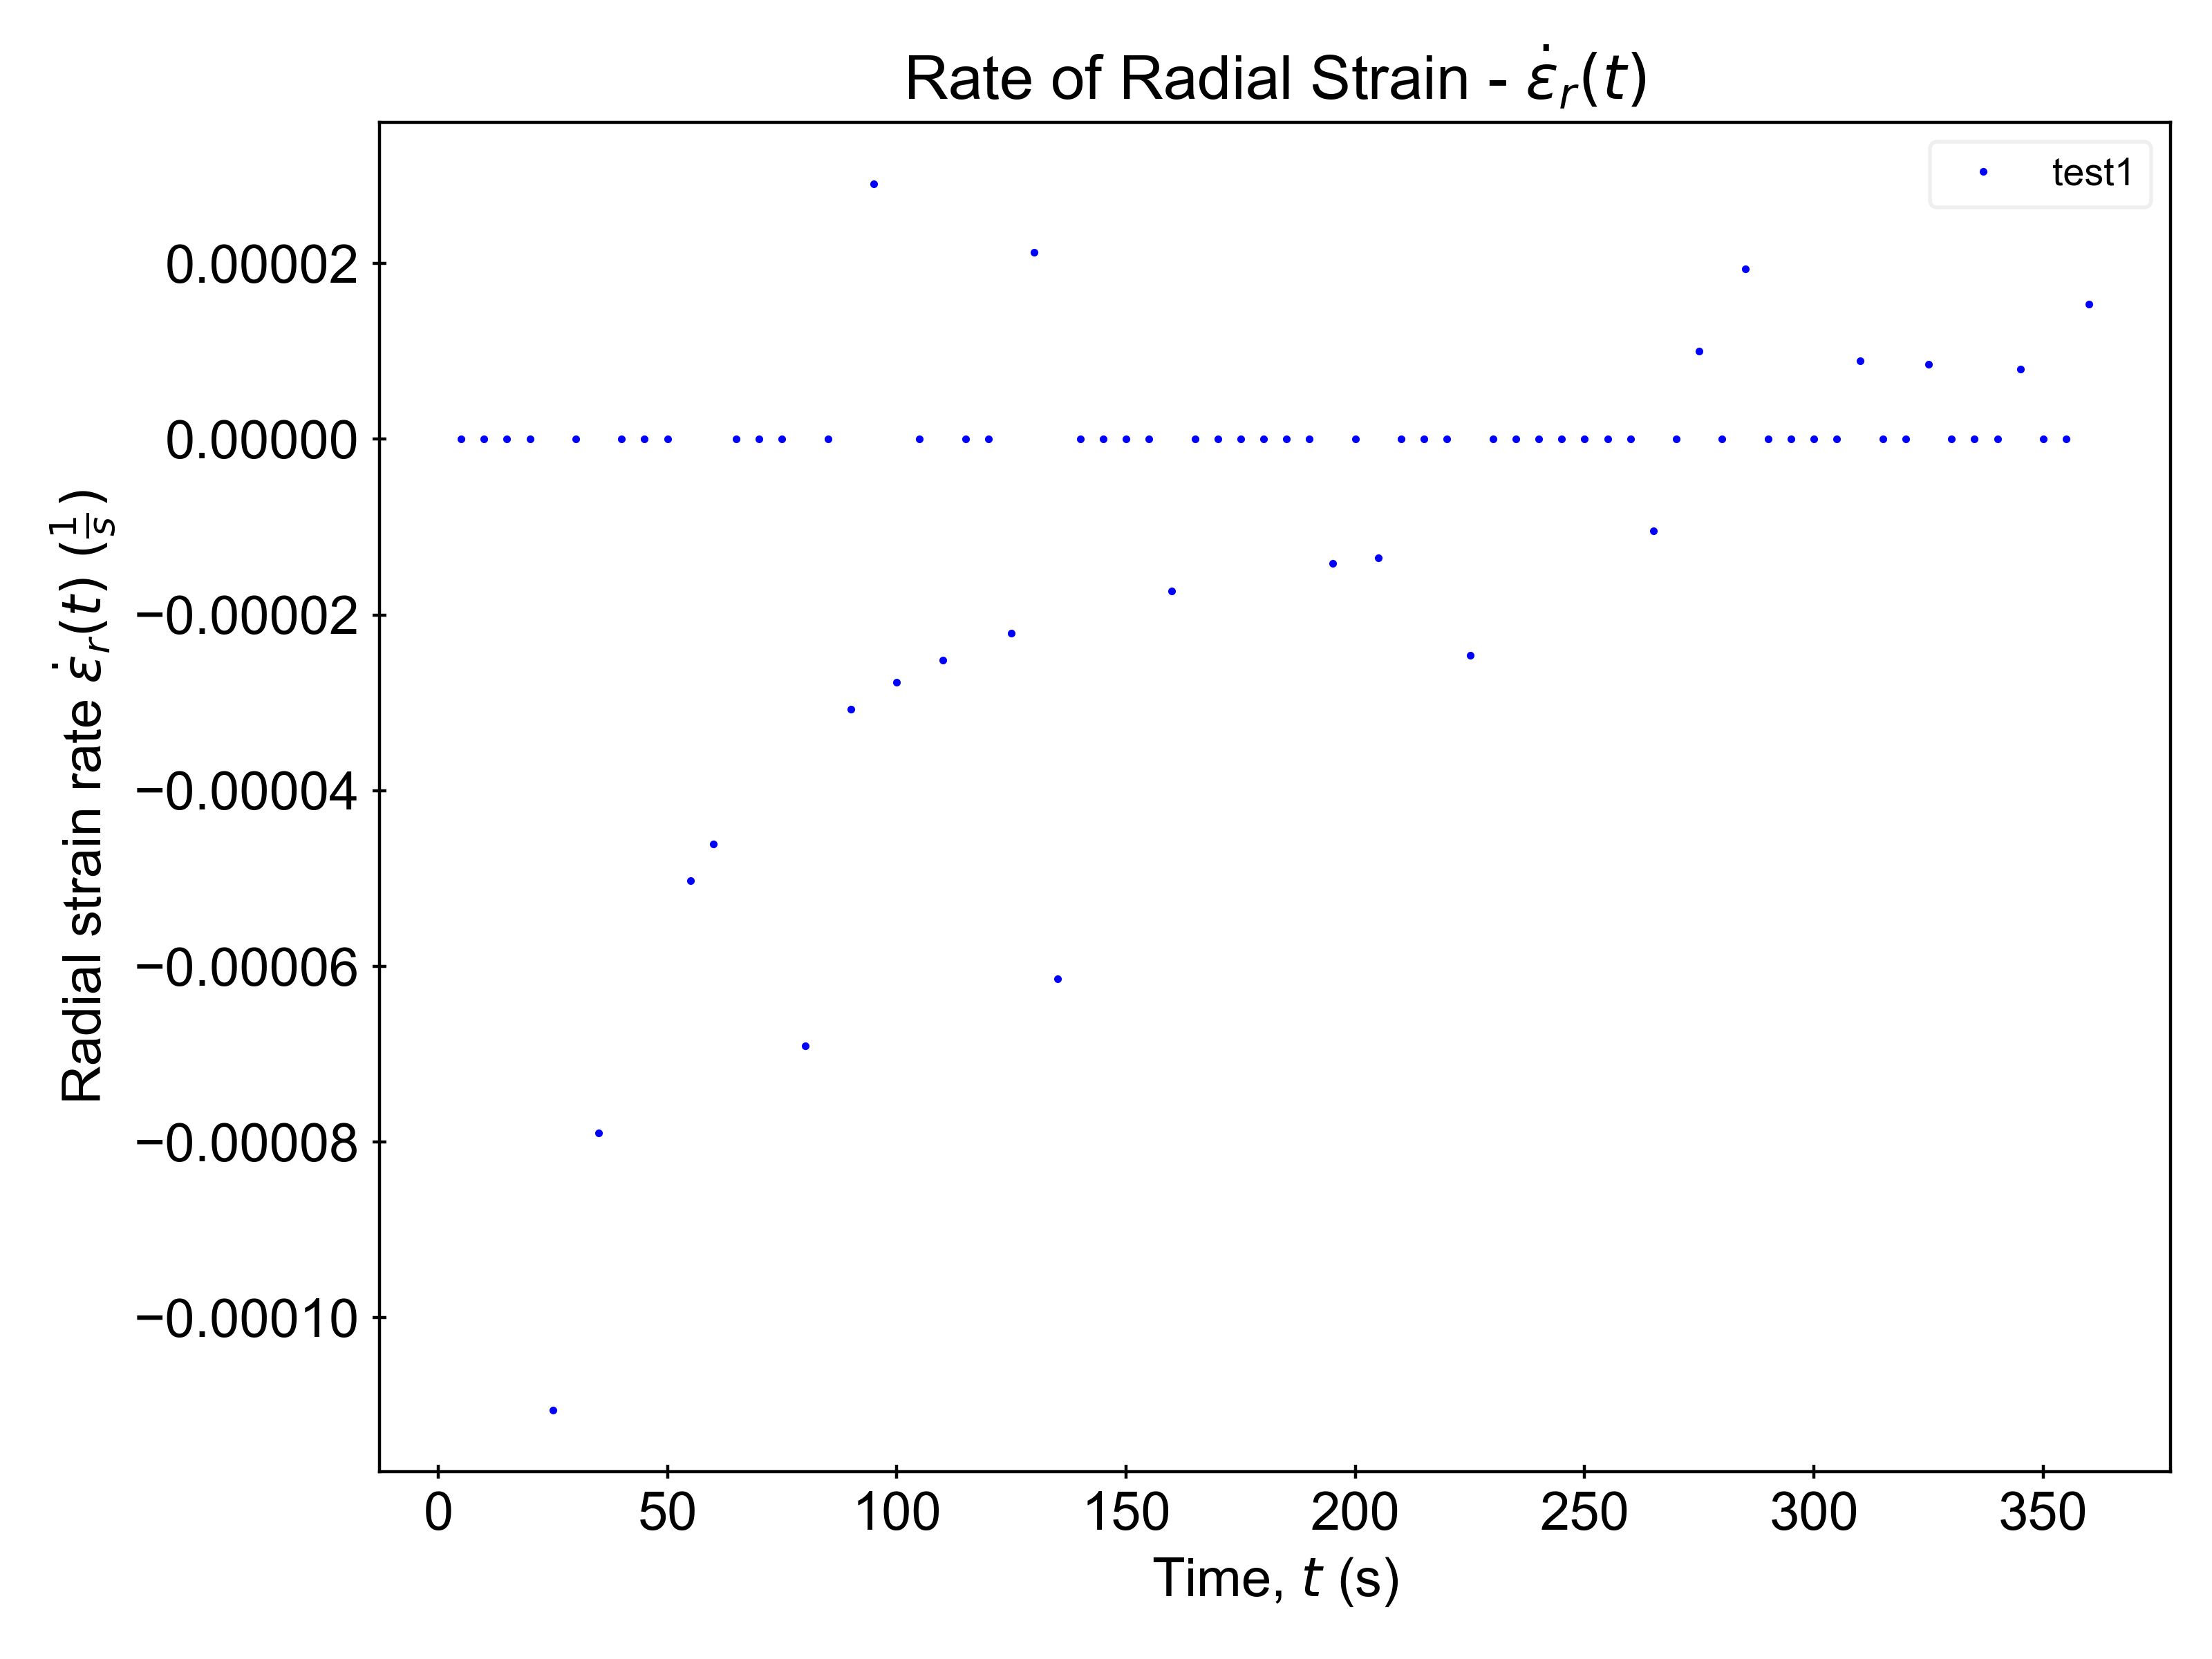 Rate of Radial Strain - ε̇ᵣ(t)
test1
Radial strain rate ε̇ᵣ(t) (1/s)
0.00002
0.00000
−0.00002
−0.00004
−0.00006
−0.00008
−0.00010
0 50 100 150 200 250 300 350
Time, t (s)